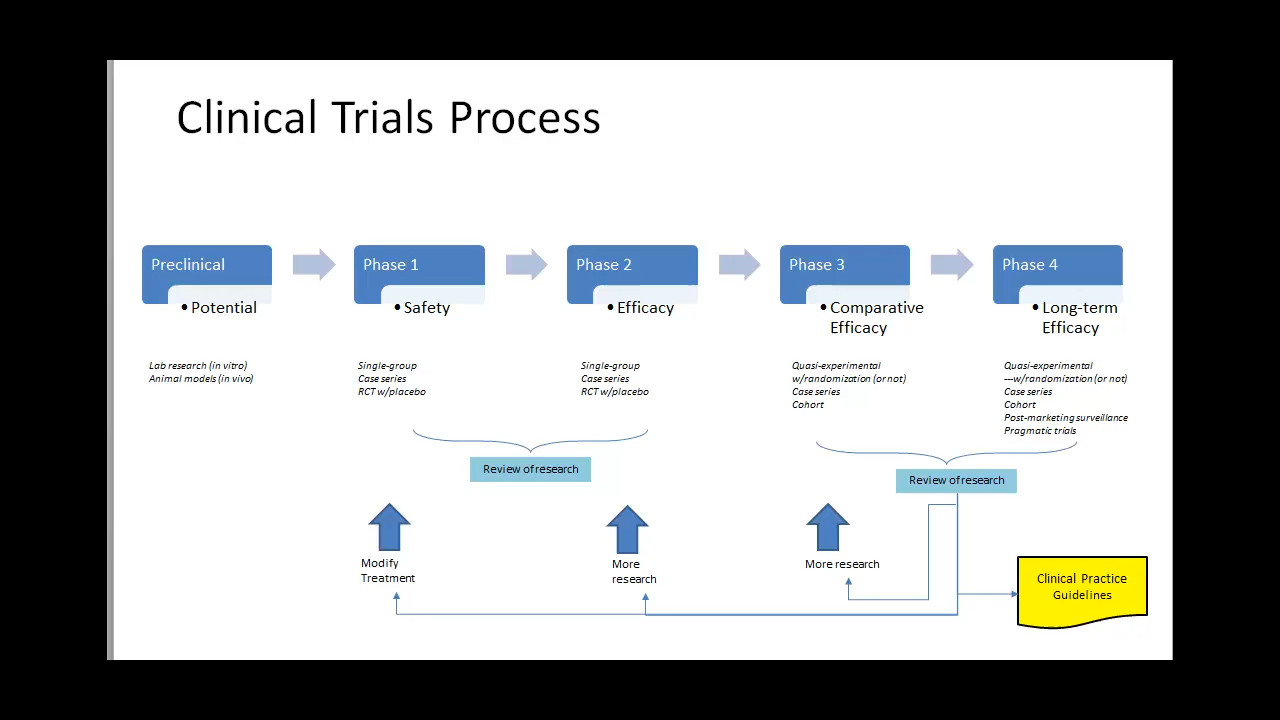 Clinical Trials Process
Preclinical
Phase 1
Phase 2
Phase 3
Phase 4
•Potential
•Safety
•Efficacy
•Comparative
Efficacy
•Long-term
Efficacy
Lab research (in vitro)
Animal models (in vivo)
Single-group
Case series
RCT w/placebo
Single-group
Case series
RCT w/placebo
Quasi-experimental
w/randomization (or not)
Case series
Cohort
Quasi-experimental
---w/randomization (or not)
Case series
Cohort
Post-marketing surveillance
Pragmatic trials
Review of research
Review of research
Modify
Treatment
More
research
More research
Clinical Practice
Guidelines